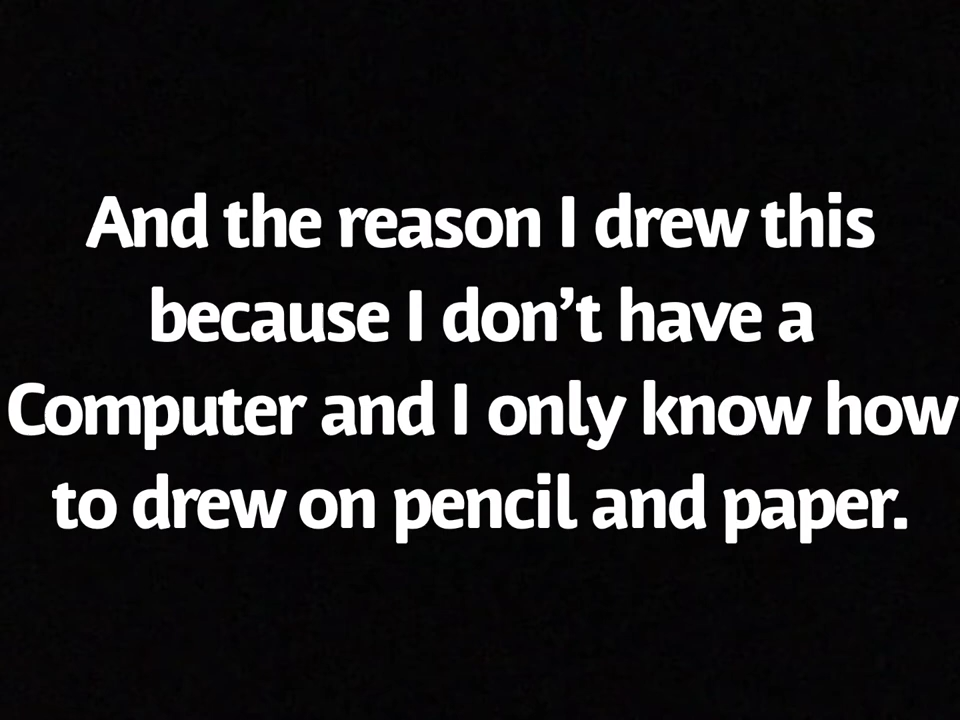 And the reason I drew this
because I don’t have a
Computer and I only know how
to drew on pencil and paper.